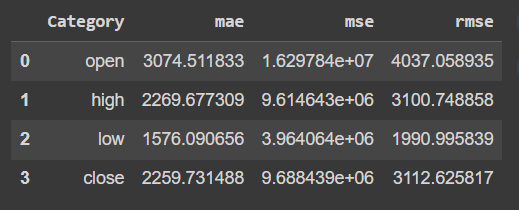 Category mae mse rmse
0 open 3074.511833 1.629784e+07 4037.058935
1 high 2269.677309 9.614643e+06 3100.748858
2 low 1576.090656 3.964064e+06 1990.995839
3 close 2259.731488 9.688439e+06 3112.625817